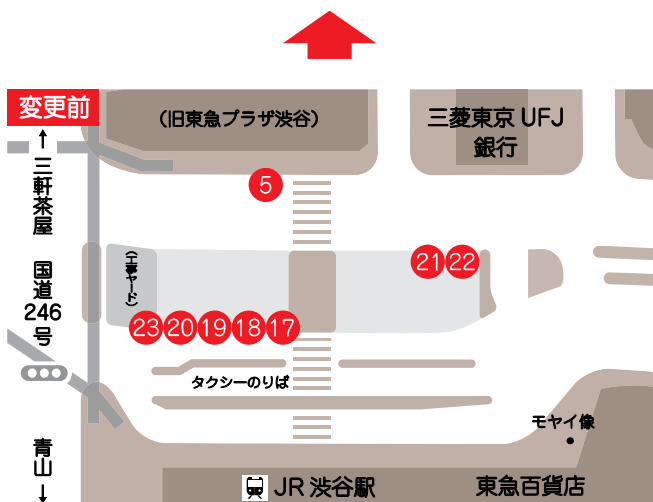 変更前
(旧東急プラザ渋谷)
三菱東京UFJ
銀行
↑
三軒茶屋
5
国道
246
号
(工事ヤード)
21 22
23 20 19 18 17
タクシーのりば
モヤイ像
青山
↓
JR 渋谷駅
東急百貨店